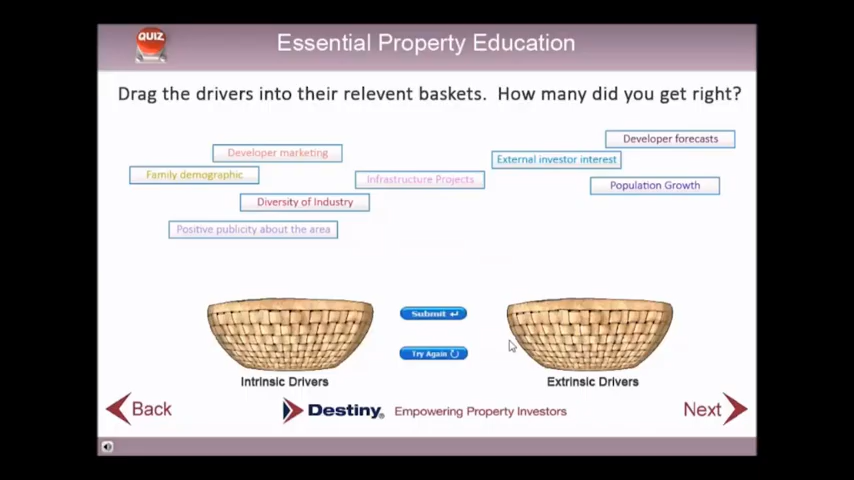 QUIZ
Essential Property Education
Drag the drivers into their relevent baskets. How many did you get right?
Developer forecasts
Developer marketing
External investor interest
Family demographic
Infrastructure Projects
Population Growth
Diversity of Industry
Positive publicity about the area
Submit
Try Again
Intrinsic Drivers
Extrinsic Drivers
Back
Destiny® Empowering Property Investors
Next